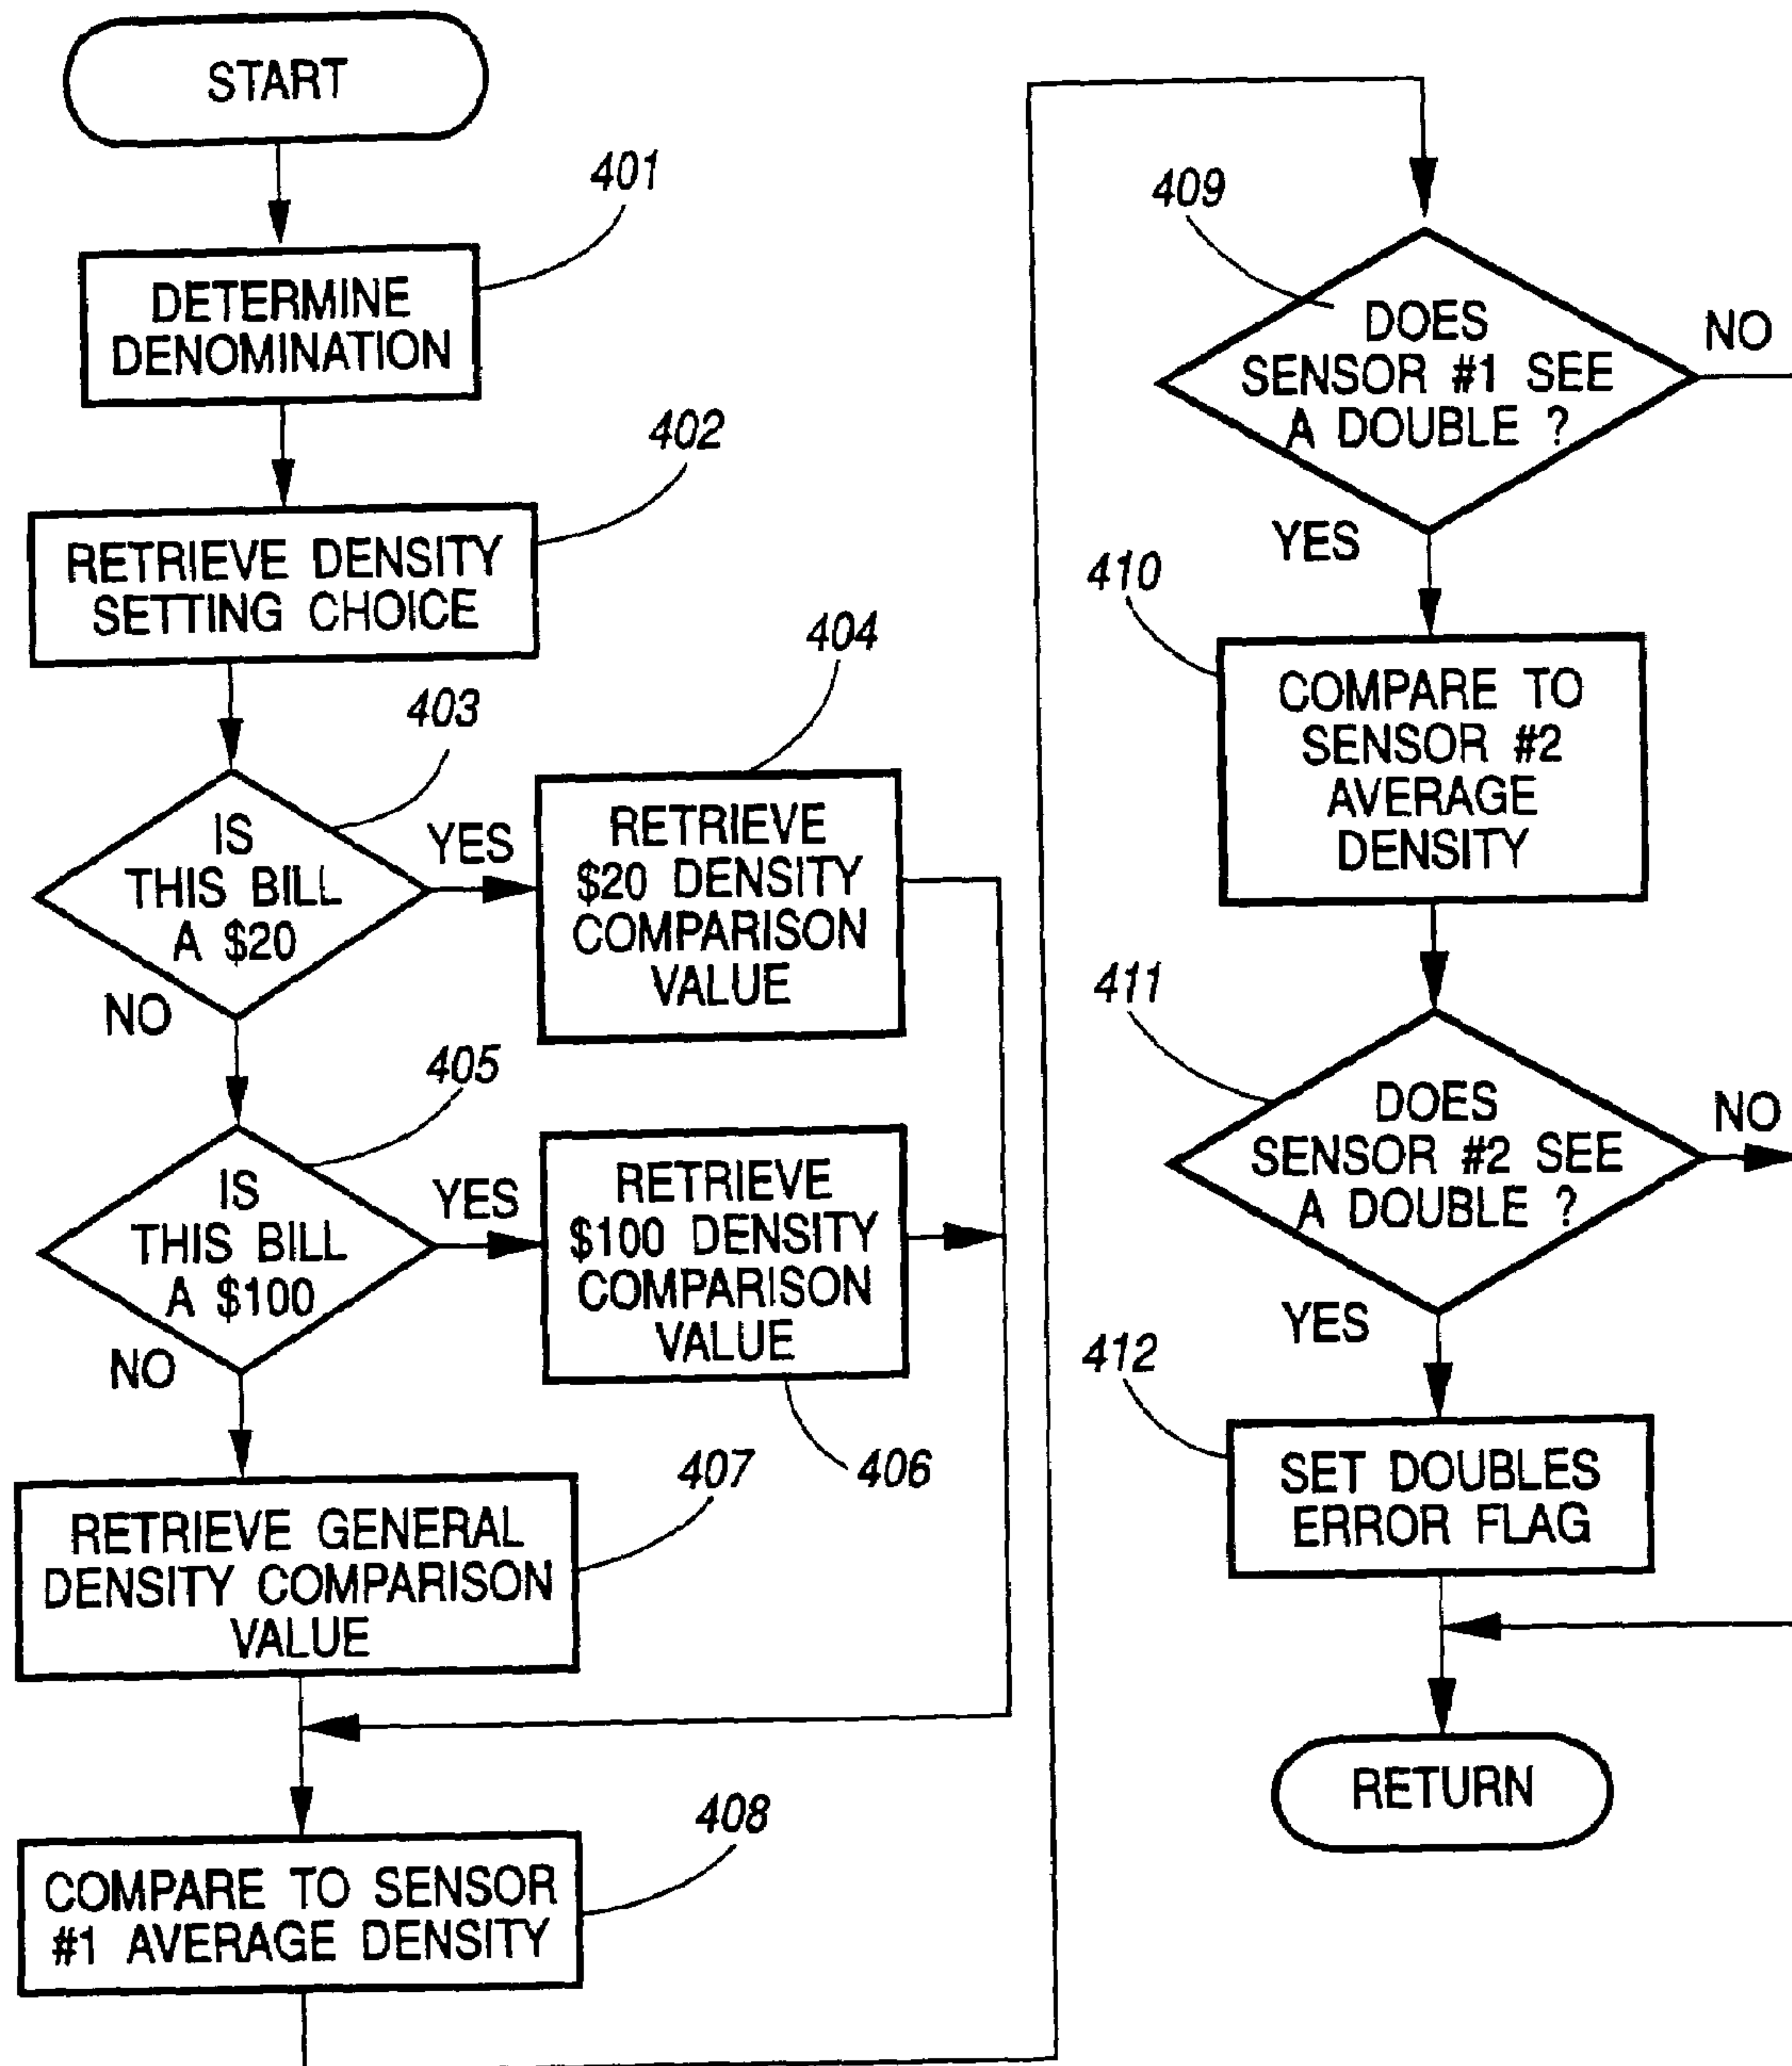 START
401
DETERMINE
DENOMINATION
402
RETRIEVE DENSITY
SETTING CHOICE
403
IS
THIS BILL
A $20
YES
NO
404
RETRIEVE
$20 DENSITY
COMPARISON
VALUE
405
IS
THIS BILL
A $100
YES
NO
RETRIEVE
$100 DENSITY
COMPARISON
VALUE
406
407
RETRIEVE GENERAL
DENSITY COMPARISON
VALUE
408
COMPARE TO SENSOR
#1 AVERAGE DENSITY
409
DOES
SENSOR #1 SEE
A DOUBLE ?
NO
YES
410
COMPARE TO
SENSOR #2
AVERAGE
DENSITY
411
DOES
SENSOR #2 SEE
A DOUBLE ?
NO
YES
412
SET DOUBLES
ERROR FLAG
RETURN